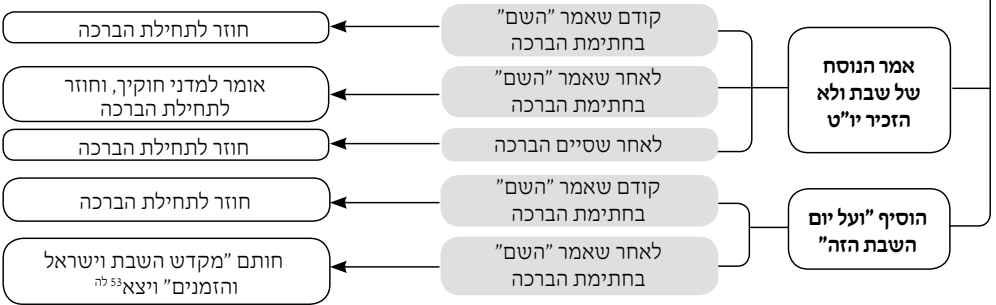 אמר הנוסח
של שבת ולא
הזכיר יו"ט
קודם שאמר "השם"
בחתימת הברכה
חוזר לתחילת הברכה
לאחר שאמר "השם"
בחתימת הברכה
אומר למדני חוקיך, וחוזר
לתחילת הברכה
לאחר שסיים הברכה
חוזר לתחילת הברכה
הוסיף "ועל יום
השבת הזה"
קודם שאמר "השם"
בחתימת הברכה
חוזר לתחילת הברכה
לאחר שאמר "השם"
בחתימת הברכה
חותם "מקדש השבת וישראל
והזמנים" ויצא53 לה